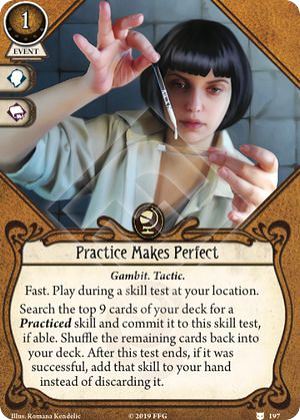 1
EVENT
Practice Makes Perfect
Gambit. Tactic.
Fast. Play during a skill test at your location.
Search the top 9 cards of your deck for a
Practiced skill and commit it to this skill test,
if able. Shuffle the remaining cards back into
your deck. After this test ends, if it was
successful, add that skill to your hand
instead of discarding it.
Illus. Romana Kendelic
© 2019 FFG
197